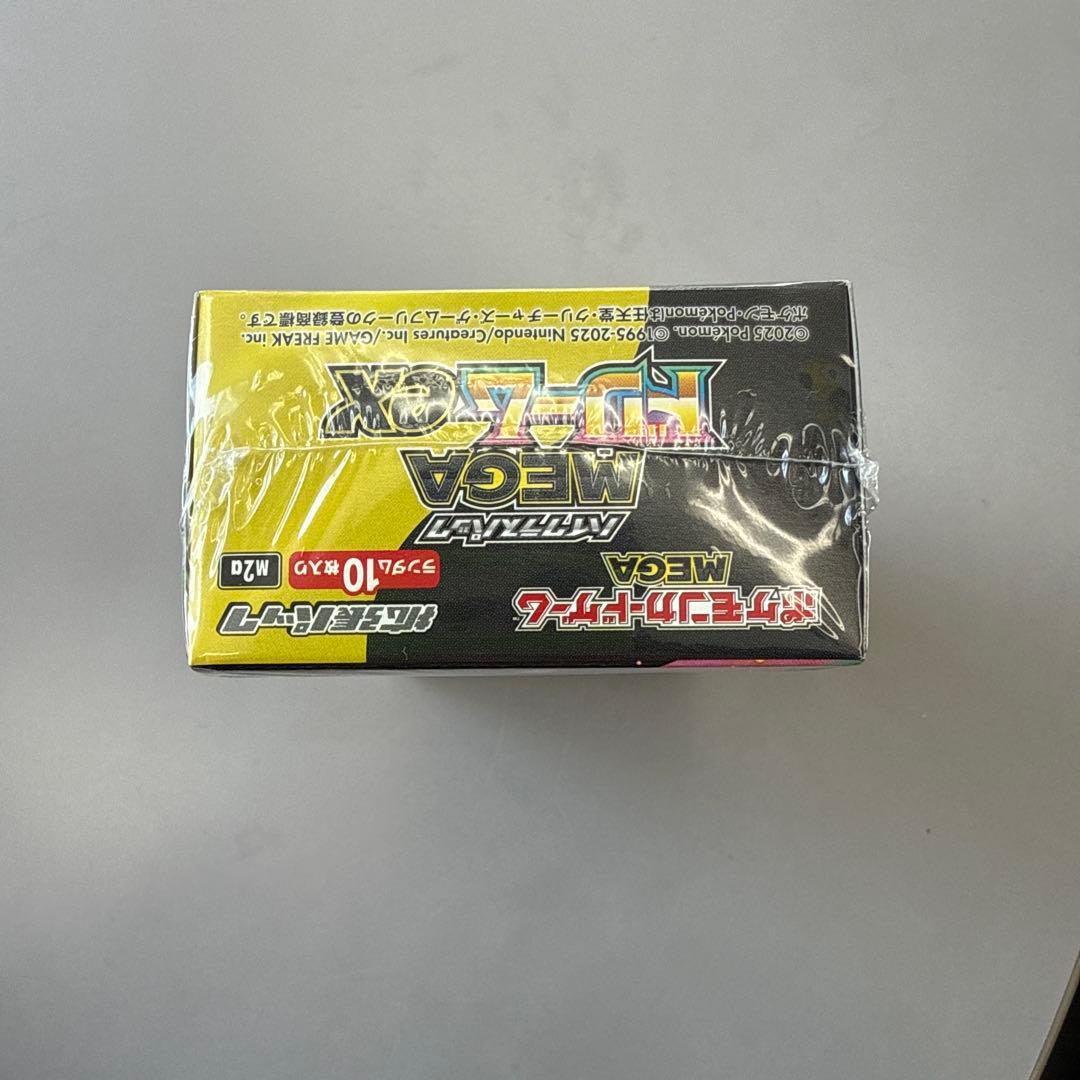 ポケモンカードゲーム™
MEGA
拡張パック
ランダム10枚入り
M2a
ハイクラスパック
MEGA
ドリームex
©2025 Pokémon. ©1995-2025 Nintendo/Creatures Inc./GAME FREAK inc.
ポケモン・Pokémonは任天堂・クリーチャーズ・ゲームフリークの登録商標です。